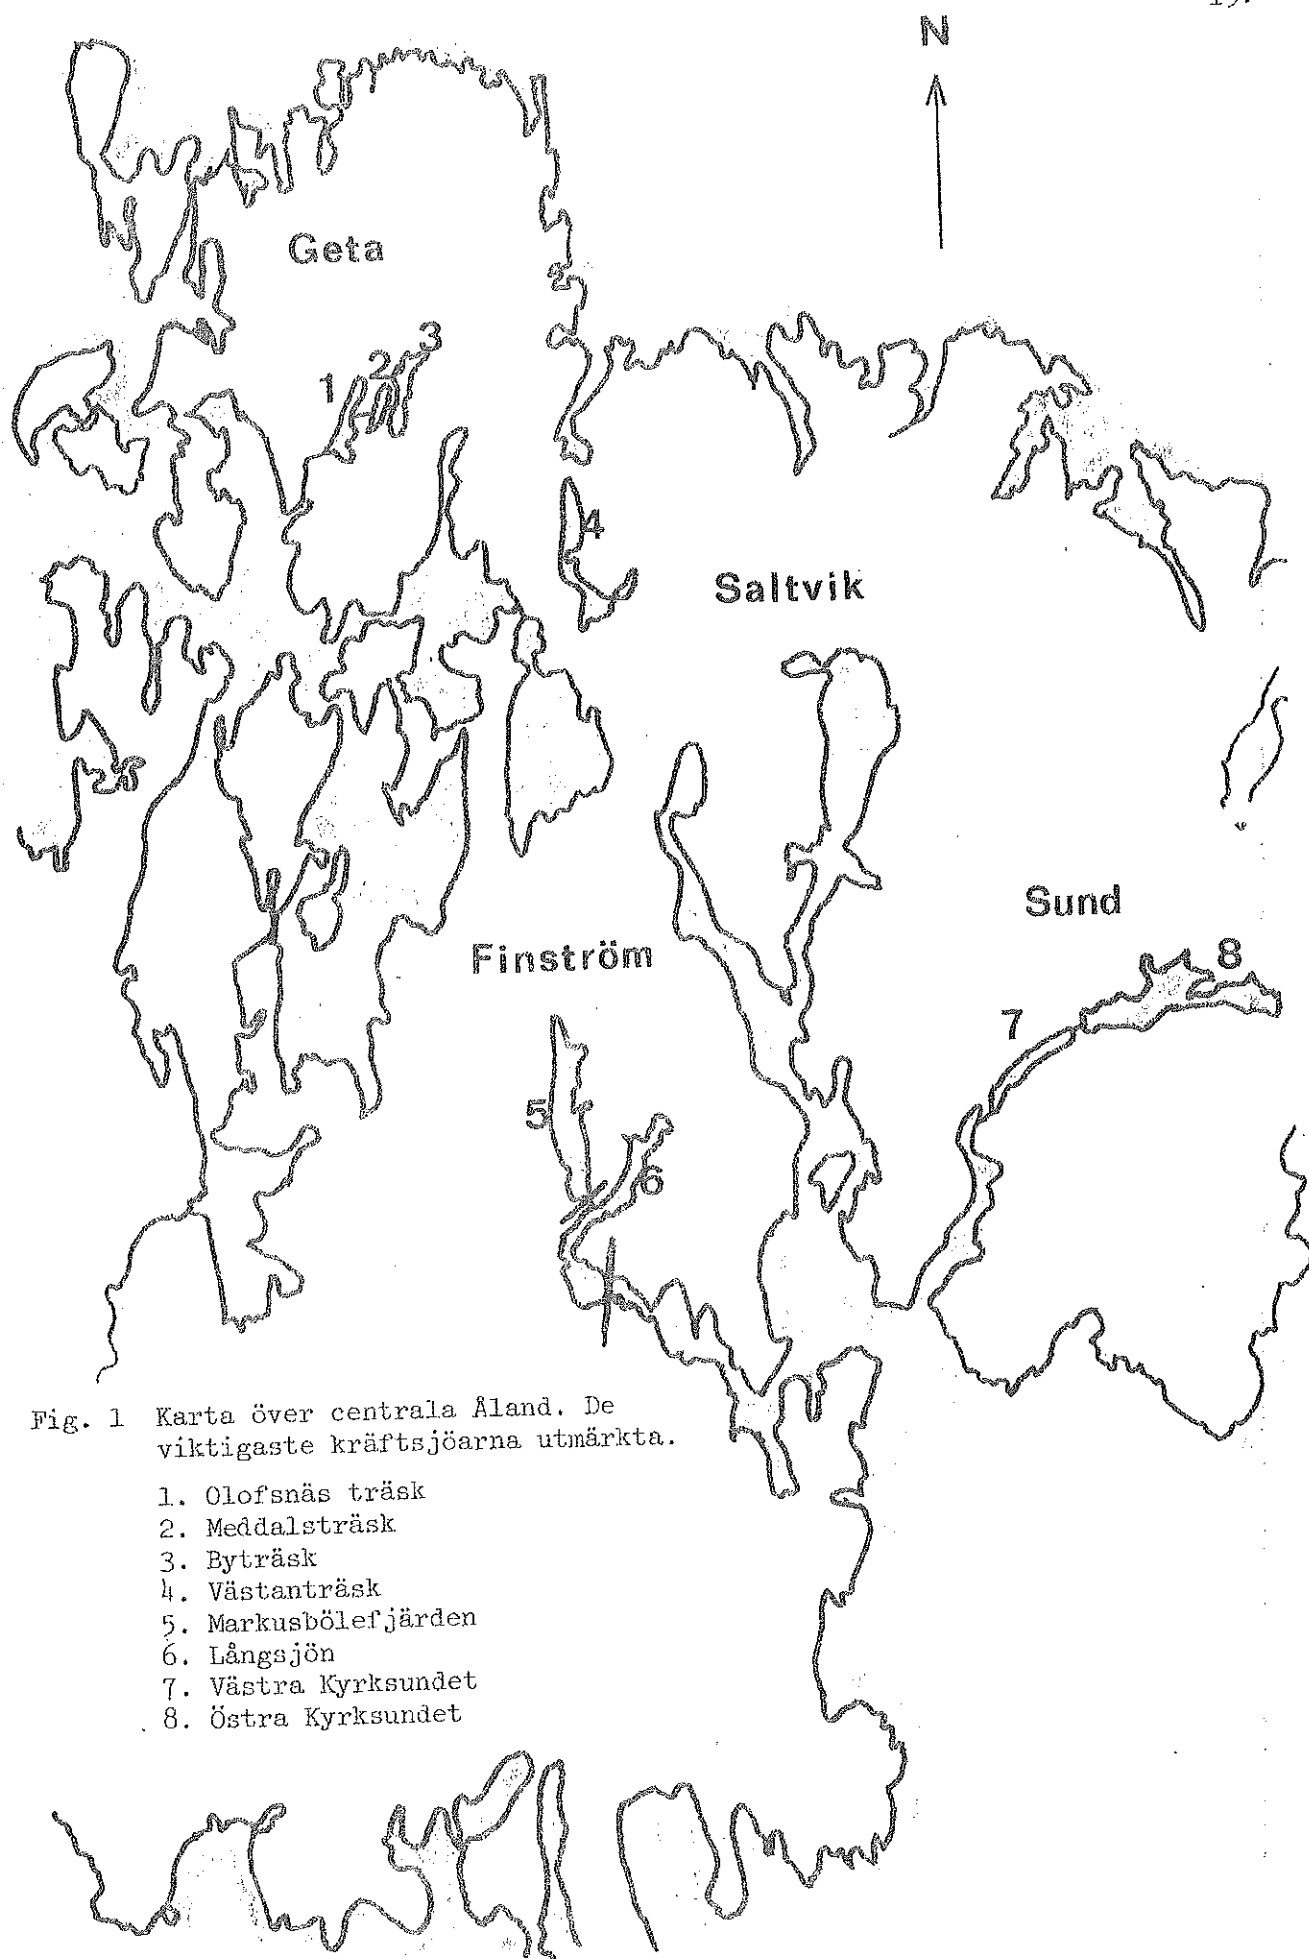 N
Geta
3
2
1
4
Saltvik
Sund
Finström
8
7
5
6
Fig. 1 Karta över centrala Åland. De
viktigaste kräftsjöarna utmärkta.
1. Olofsnäs träsk
2. Meddalsträsk
3. Byträsk
4. Västanträsk
5. Markusbölefjärden
6. Långsjön
7. Västra Kyrksundet
8. Östra Kyrksundet